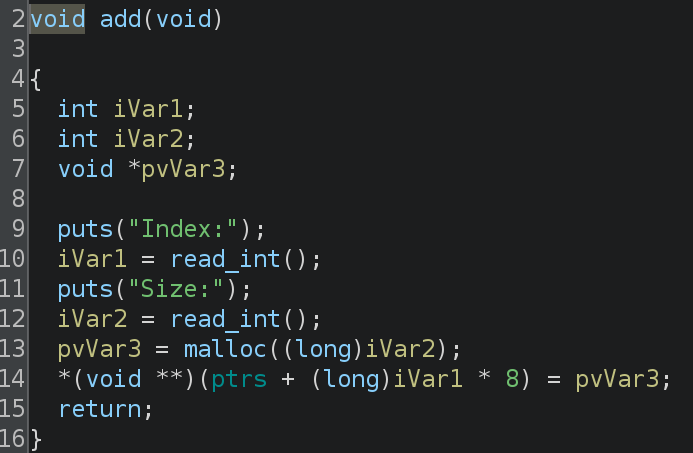 2 void add(void)
3
4 {
5   int iVar1;
6   int iVar2;
7   void *pvVar3;
8
9   puts("Index:");
10   iVar1 = read_int();
11   puts("Size:");
12   iVar2 = read_int();
13   pvVar3 = malloc((long)iVar2);
14   *(void **)(ptrs + (long)iVar1 * 8) = pvVar3;
15   return;
16 }